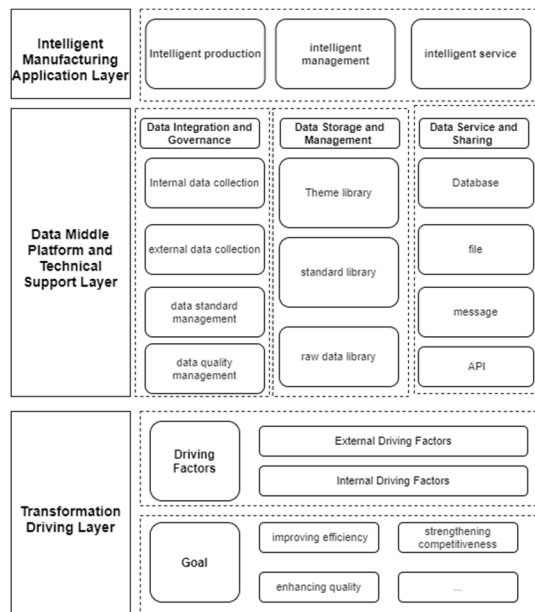 Intelligent
Manufacturing
Application Layer
Intelligent production
intelligent
management
intelligent service
Data Middle
Platform and
Technical
Support Layer
Data Integration and
Governance
Internal data collection
external data collection
data standard
management
data quality
management
Data Storage and
Management
Theme library
standard library
raw data library
Data Service and
Sharing
Database
file
message
API
Transformation
Driving Layer
Driving
Factors
External Driving Factors
Internal Driving Factors
Goal
improving efficiency
strengthening
competitiveness
enhancing quality
...